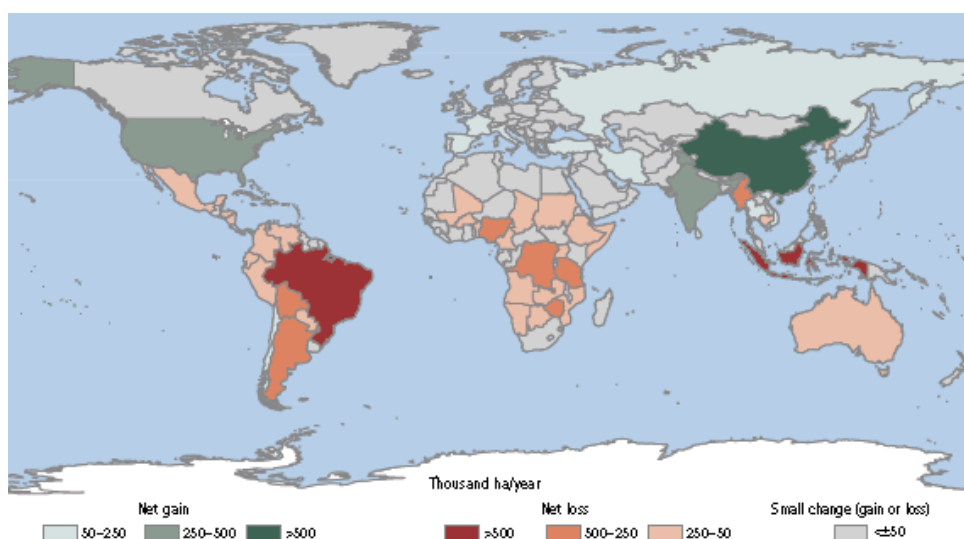 Thousand ha/year
Net gain Net loss Small change (gain or loss)
50–250 250–500 >500 >500 500–250 250–50 <±50